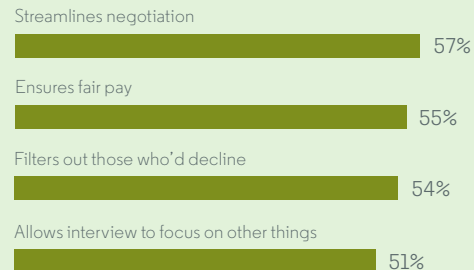 Streamlines negotiation
57%
Ensures fair pay
55%
Filters out those who'd decline
54%
Allows interview to focus on other things
51%